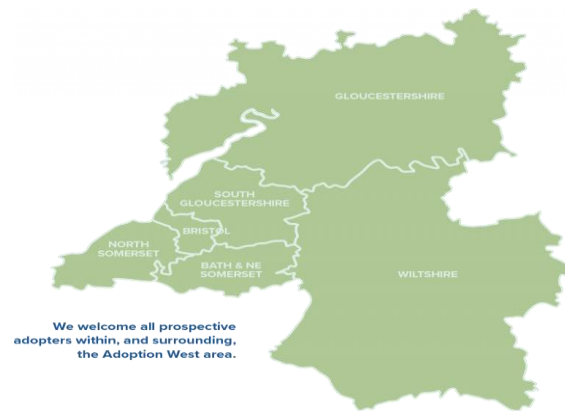 GLOUCESTERSHIRE
SOUTH
GLOUCESTERSHIRE
BRISTOL
NORTH
SOMERSET
BATH & NE
SOMERSET
WILTSHIRE
We welcome all prospective
adopters within, and surrounding,
the Adoption West area.